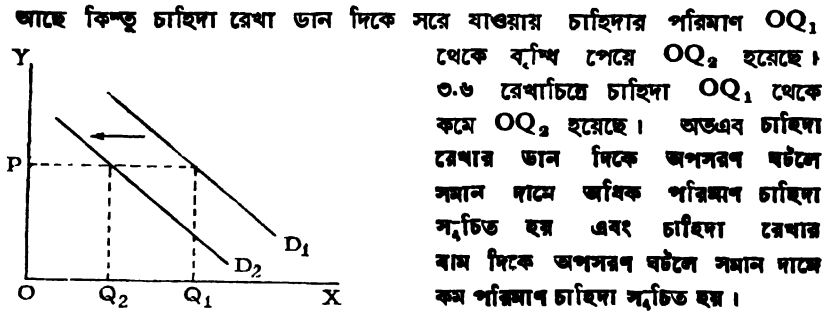 আছে কিন্তু চাহিদা রেখা ডান দিকে সরে যাওয়ায় চাহিদার পরিমাণ OQ₁
থেকে বৃদ্ধি পেয়ে OQ₂ হয়েছে।
৩.৬ রেখাচিত্রে চাহিদা OQ₁ থেকে
কমে OQ₂ হয়েছে। অতএব চাহিদা
রেখার ডান দিকে অপসরণ ঘটলে
সমান দামে অধিক পরিমাণ চাহিদা
সূচিত হয় এবং চাহিদা রেখার
বাম দিকে অপসরণ ঘটলে সমান দামে
কম পরিমাণ চাহিদা সূচিত হয়।
Y
P
D₁
D₂
O Q₂ Q₁ X